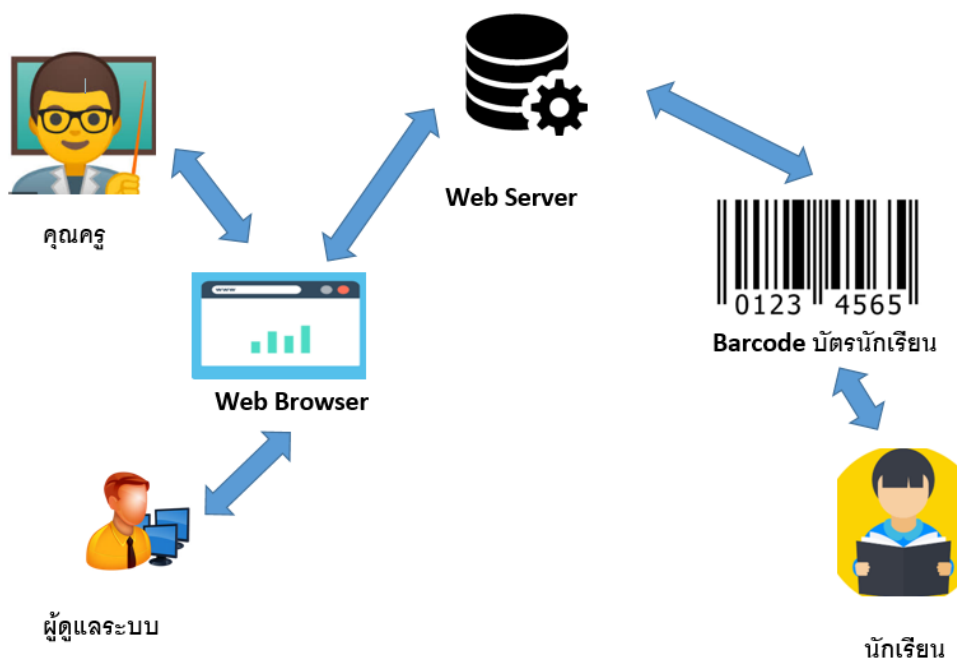 คุณครู
Web Server
www
0123 4565
Barcode บัตรนักเรียน
Web Browser
ผู้ดูแลระบบ
นักเรียน